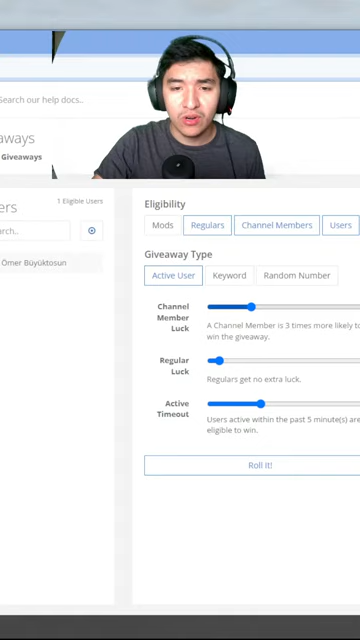 Search our help docs..
aways
Giveaways
ers
1 Eligible Users
arch..
Ömer Büyüktosun
Eligibility
Mods
Regulars
Channel Members
Users
Giveaway Type
Active User
Keyword
Random Number
Channel
Member
Luck
A Channel Member is 3 times more likely to
win the giveaway.
Regular
Luck
Regulars get no extra luck.
Active
Timeout
Users active within the past 5 minute(s) are
eligible to win.
Roll It!